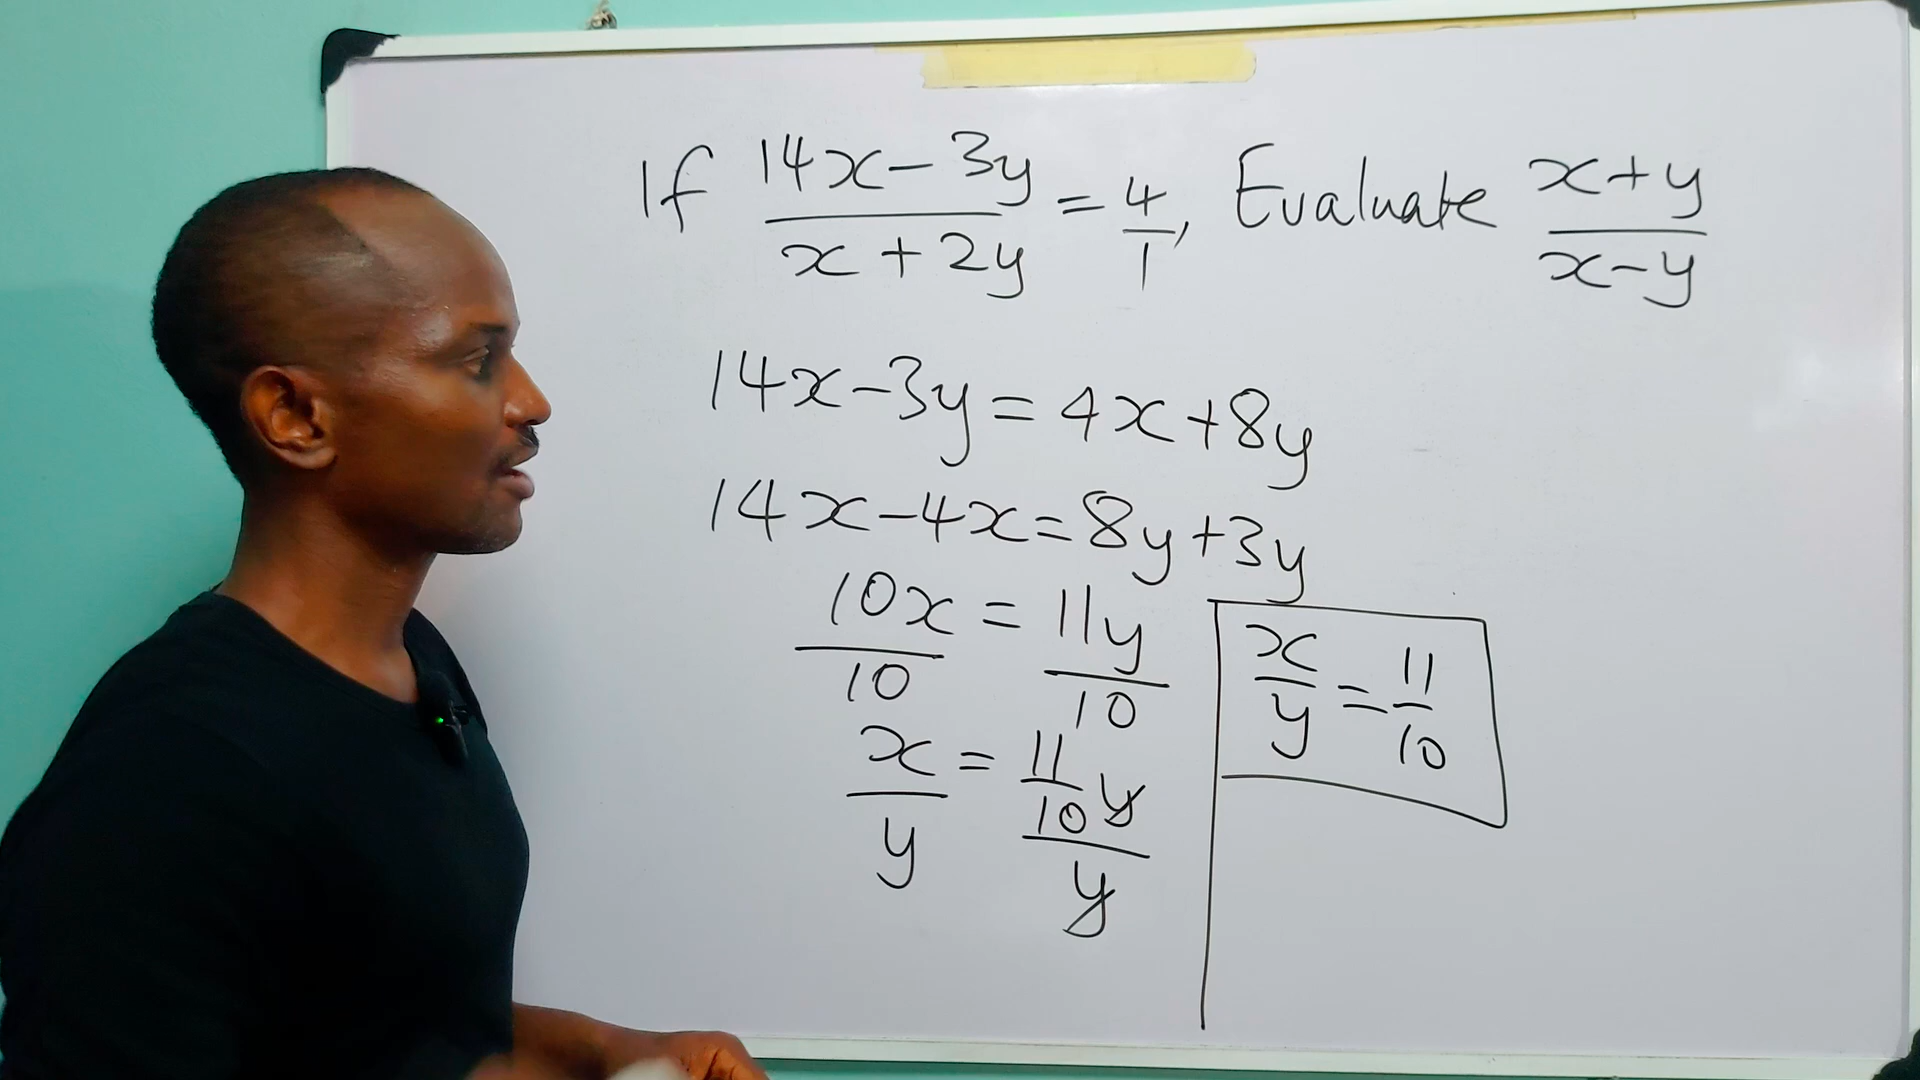 If 14x-3y/x+2y = 4/1, Evaluate x+y/x-y
14x-3y=4x+8y
14x-4x=8y+3y
10x/10 = 11y/10
x/y = 11/10y/y
x/y = 11/10